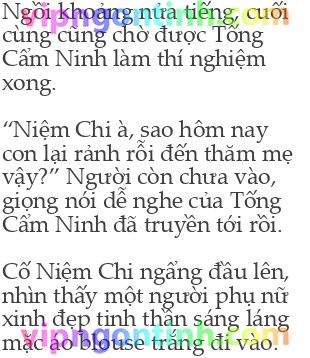 Ngồi khoảng nửa tiếng, cuối
cùng cũng chờ được Tống
Cẩm Ninh làm thí nghiệm
xong.
“Niệm Chi à, sao hôm nay
con lại rảnh rỗi đến thăm mẹ
vậy?” Người còn chưa vào,
giọng nói dễ nghe của Tống
Cẩm Ninh đã truyền tới rồi.
Cố Niệm Chi ngẩng đầu lên,
nhìn thấy một người phụ nữ
xinh đẹp tinh thần sáng láng
mặc áo blouse trắng đi vào.
vipngontinh.com
vipngontinh.com